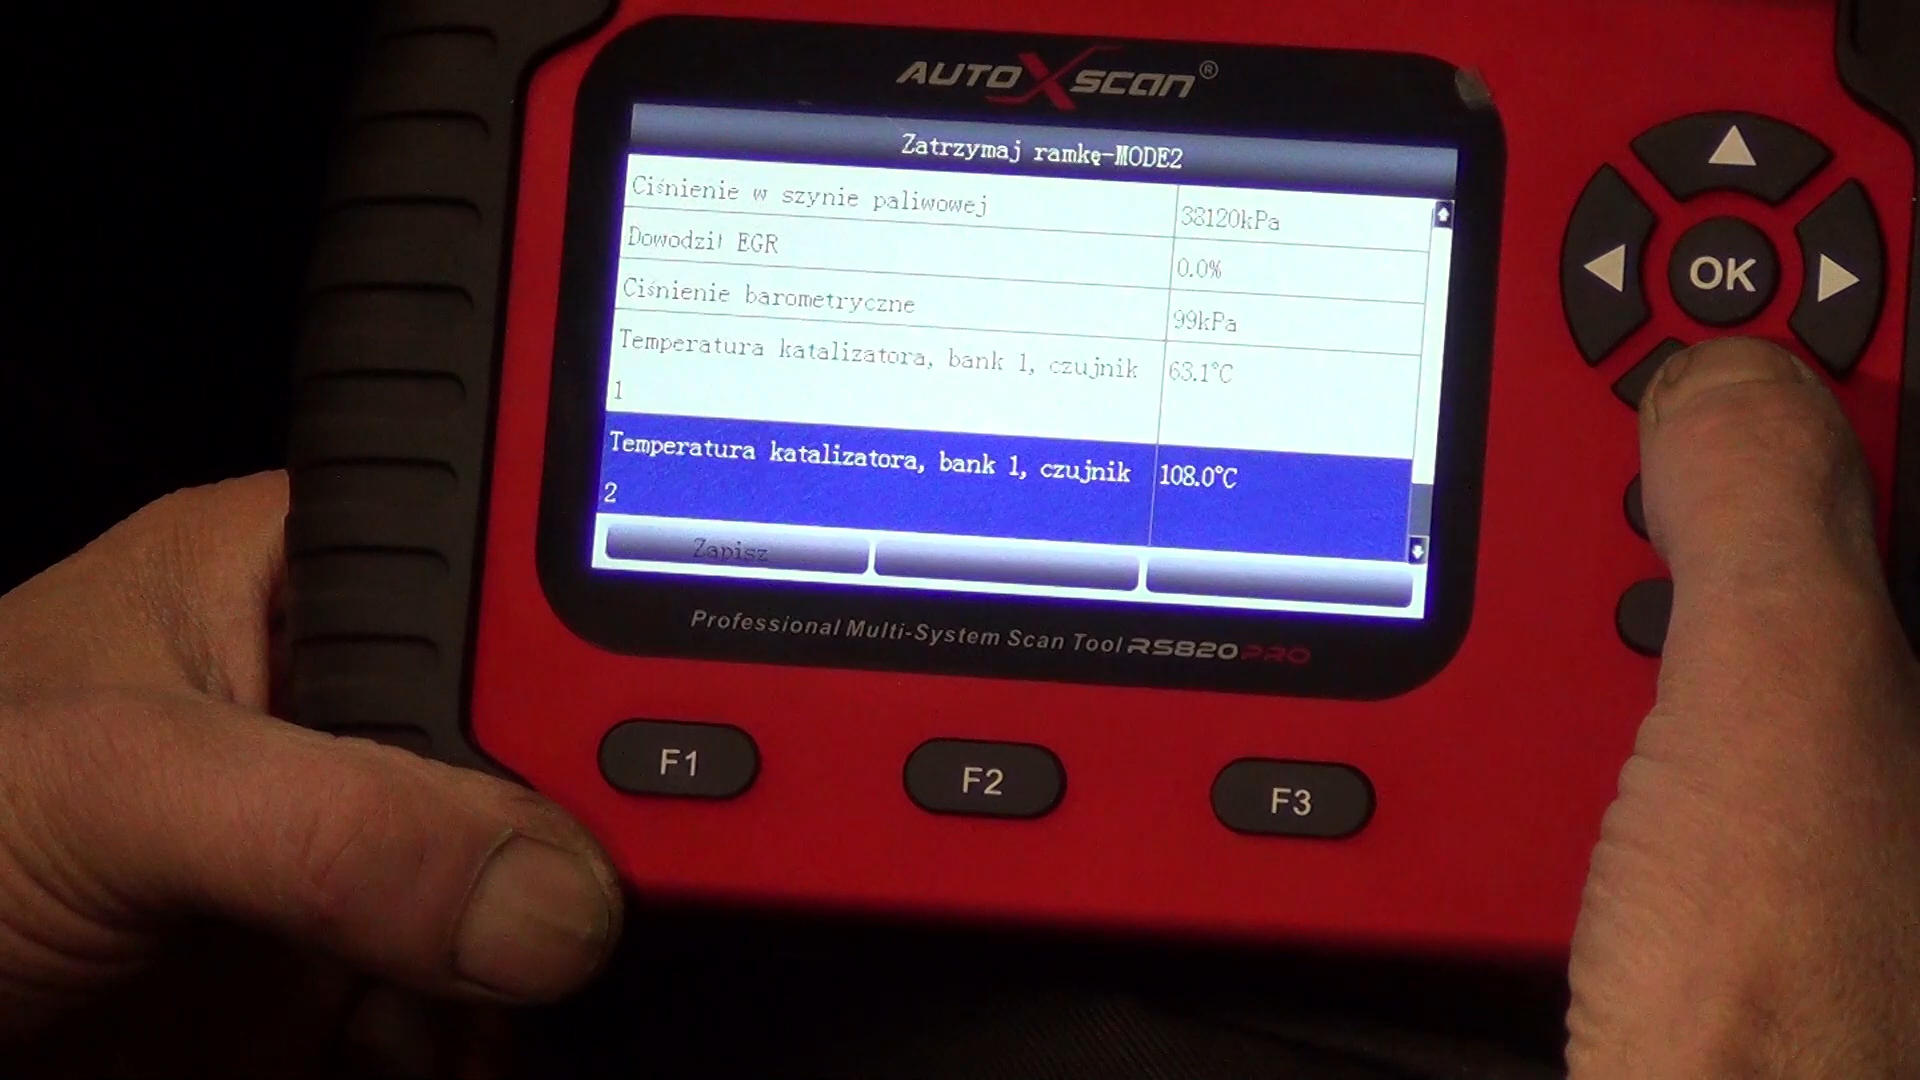 AUTO X SCAN®
Zatrzymaj ramkę-MODE2
Ciśnienie w szynie paliwowej 38120kPa
Dowodził EGR 0.0%
Ciśnienie barometryczne 99kPa
Temperatura katalizatora, bank 1, czujnik 63.1°C
1
Temperatura katalizatora, bank 1, czujnik 108.0°C
2
Zapisz
Professional Multi-System Scan Tool RS820PRO
OK
F1
F2
F3